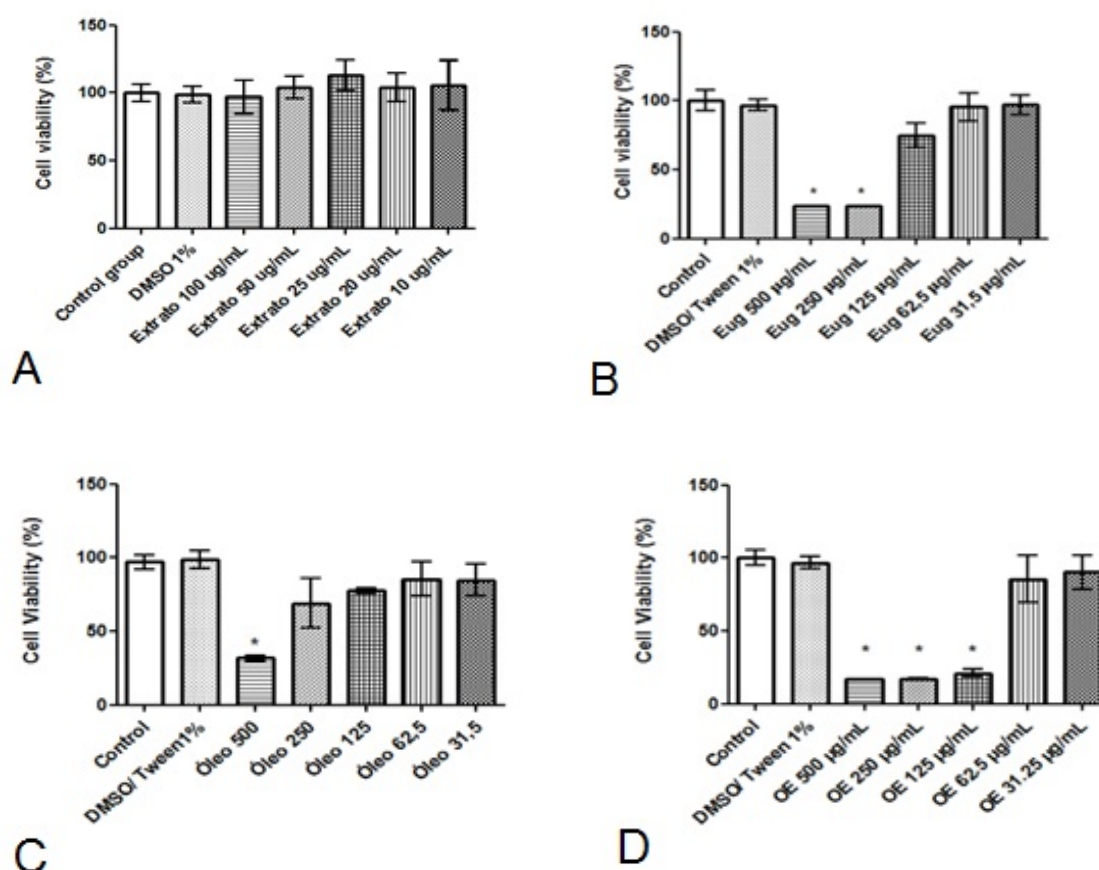 150
100
50
0
Cell viability (%)
Control group
DMSO 1%
Extrato 100 ug/mL
Extrato 50 ug/mL
Extrato 25 ug/mL
Extrato 20 ug/mL
Extrato 10 ug/mL
A
150
100
50
0
Cell viability (%)
* *
Control
DMSO/ Tween 1%
Eug 500 µg/mL
Eug 250 µg/mL
Eug 125 µg/mL
Eug 62.5 µg/mL
Eug 31,5 µg/mL
B
150
100
50
0
Cell Viability (%)
*
Control
DMSO/ Tween1%
Óleo 500
Óleo 250
Óleo 125
Óleo 62,5
Óleo 31,5
C
150
100
50
0
Cell Viability (%)
* * *
Control
DMSO/ Tween 1%
OE 500 µg/mL
OE 250 µg/mL
OE 125 µg/mL
OE 62.5 µg/mL
OE 31.25 µg/mL
D